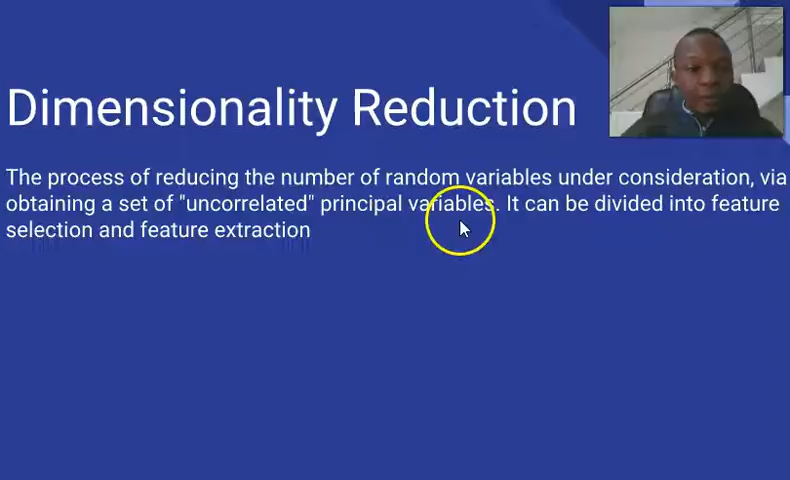 Dimensionality Reduction
The process of reducing the number of random variables under consideration, via
obtaining a set of "uncorrelated" principal variables. It can be divided into feature
selection and feature extraction